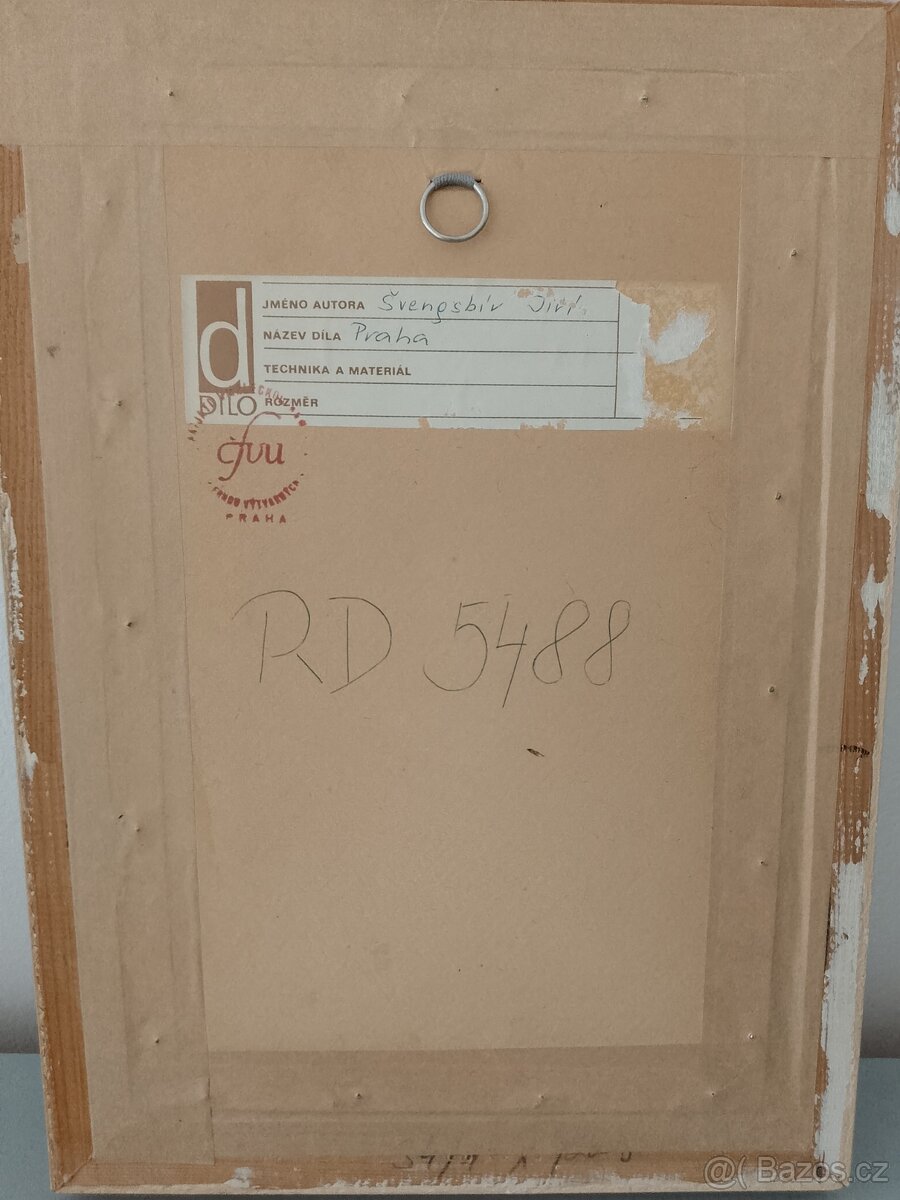 d
DÍLO
JMÉNO AUTORA Švengsbír Jiří
NÁZEV DÍLA Praha
TECHNIKA A MATERIÁL
ROZMĚR
čfvu
PRAHA
RD 5488
@( Bazos.cz